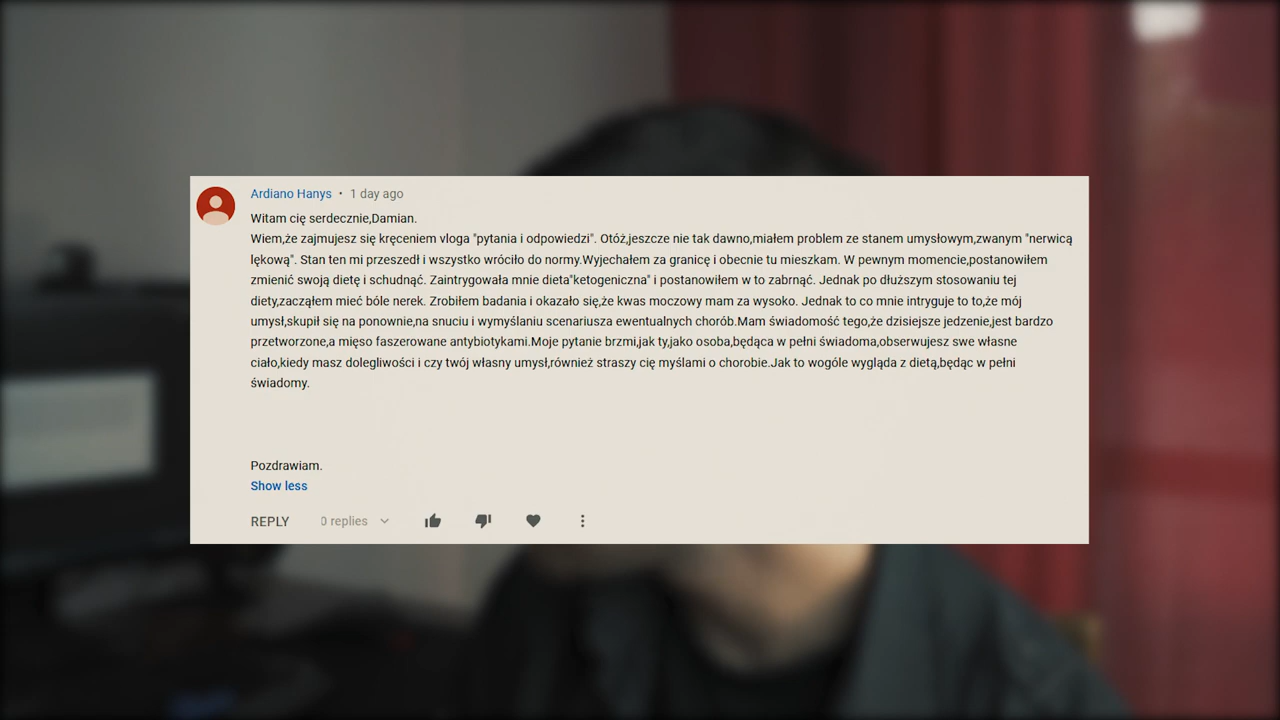 Ardiano Hanys • 1 day ago
Witam cię serdecznie,Damian.
Wiem,że zajmujesz się kręceniem vloga "pytania i odpowiedzi". Otóż,jeszcze nie tak dawno,miałem problem ze stanem umysłowym,zwanym "nerwicą
lękową". Stan ten mi przeszedł i wszystko wróciło do normy.Wyjechałem za granicę i obecnie tu mieszkam. W pewnym momencie,postanowiłem
zmienić swoją dietę i schudnąć. Zaintrygowała mnie dieta"ketogeniczna" i postanowiłem w to zabrnąć. Jednak po dłuższym stosowaniu tej
diety,zacząłem mieć bóle nerek. Zrobiłem badania i okazało się,że kwas moczowy mam za wysoko. Jednak to co mnie intryguje to to,że mój
umysł,skupił się na ponownie,na snuciu i wymyślaniu scenariusza ewentualnych chorób.Mam świadomość tego,że dzisiejsze jedzenie,jest bardzo
przetworzone,a mięso faszerowane antybiotykami.Moje pytanie brzmi,jak ty,jako osoba,będąca w pełni świadoma,obserwujesz swe własne
ciało,kiedy masz dolegliwości i czy twój własny umysł,również straszy cię myślami o chorobie.Jak to wogóle wygląda z dietą,będąc w pełni
świadomy.
Pozdrawiam.
Show less
REPLY 0 replies